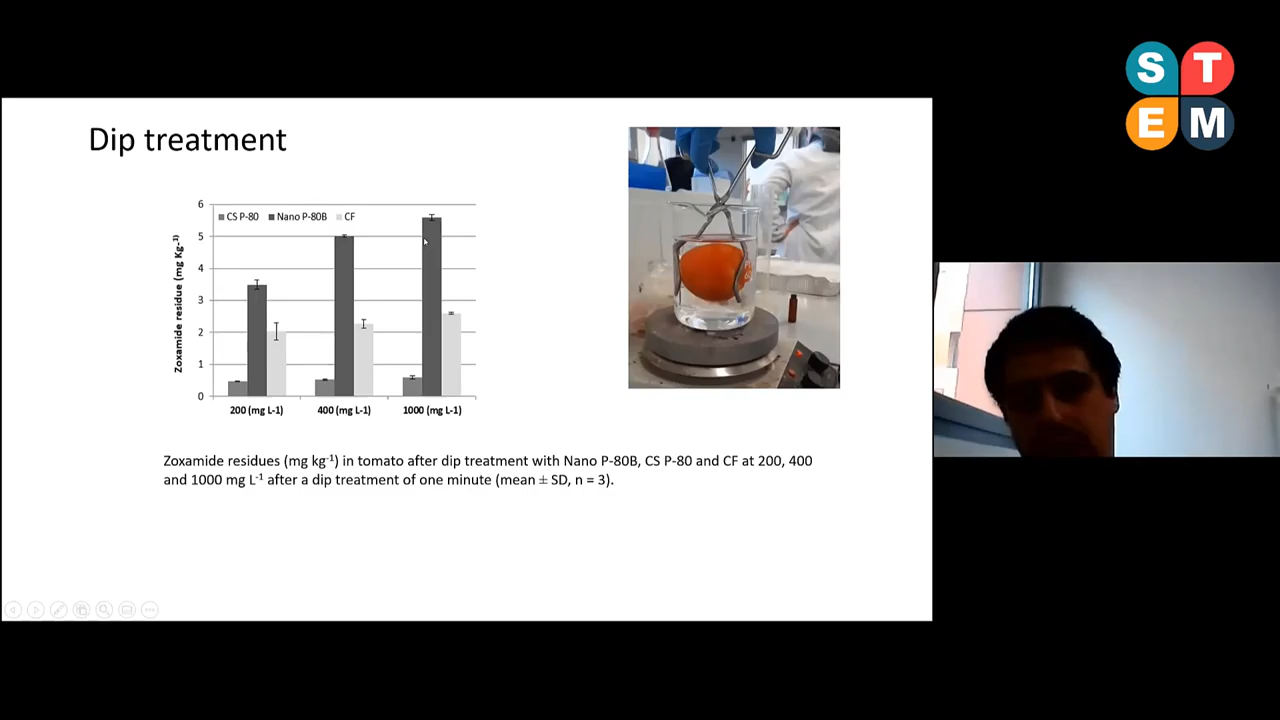 S T
E M
Dip treatment
6
5
4
3
2
1
0
Zoxamide residue (mg Kg-¹)
CS P-80 Nano P-80B CF
200 (mg L-1) 400 (mg L-1) 1000 (mg L-1)
Zoxamide residues (mg kg⁻¹) in tomato after dip treatment with Nano P-80B, CS P-80 and CF at 200, 400
and 1000 mg L⁻¹ after a dip treatment of one minute (mean ± SD, n = 3).